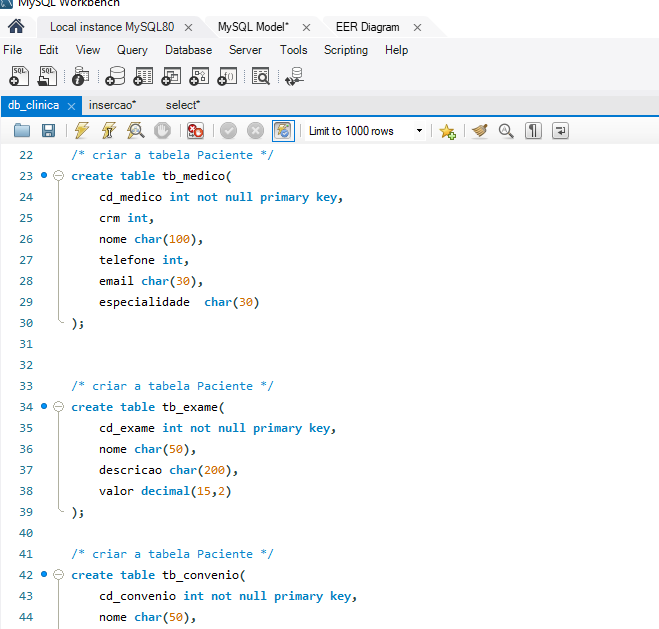 MySQL Workbench
Local instance MySQL80 × MySQL Model* × EER Diagram ×
File Edit View Query Database Server Tools Scripting Help
db_clinica × insercao* select*
Limit to 1000 rows
22 /* criar a tabela Paciente */
23 create table tb_medico(
24 cd_medico int not null primary key,
25 crm int,
26 nome char(100),
27 telefone int,
28 email char(30),
29 especialidade  char(30)
30 );
31
32
33 /* criar a tabela Paciente */
34 create table tb_exame(
35 cd_exame int not null primary key,
36 nome char(50),
37 descricao char(200),
38 valor decimal(15,2)
39 );
40
41 /* criar a tabela Paciente */
42 create table tb_convenio(
43 cd_convenio int not null primary key,
44 nome char(50),